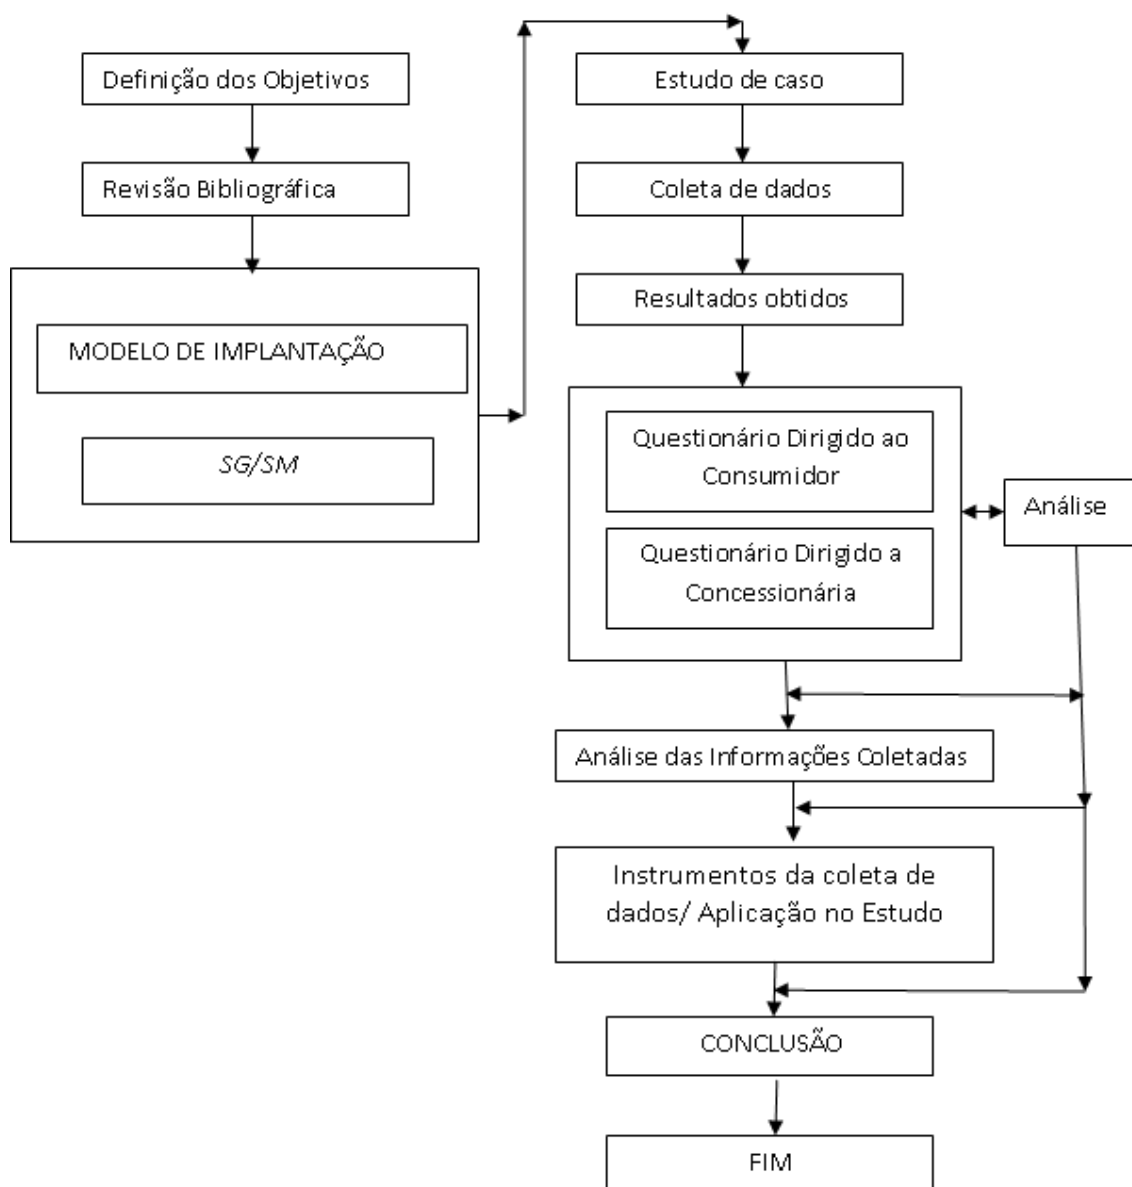 Definição dos Objetivos
Revisão Bibliográfica
MODELO DE IMPLANTAÇÃO
SG/SM
Estudo de caso
Coleta de dados
Resultados obtidos
Questionário Dirigido ao
Consumidor
Questionário Dirigido a
Concessionária
Análise
Análise das Informações Coletadas
Instrumentos da coleta de
dados/ Aplicação no Estudo
CONCLUSÃO
FIM